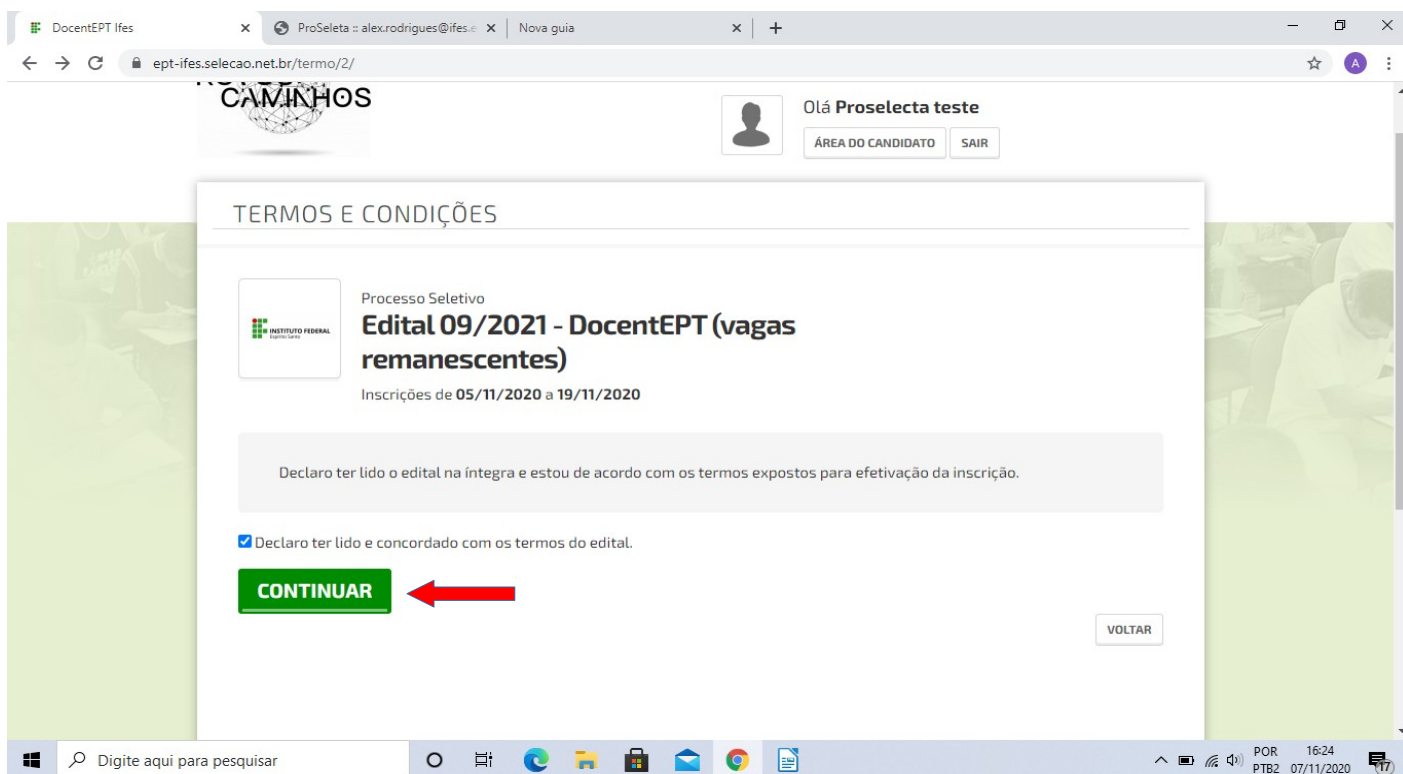 DocentEPT Ifes
ProSeleta :: alex.rodrigues@ifes.e
Nova guia
ept-ifes.selecao.net.br/termo/2/
A
CAMINHOS
Olá Proselecta teste
ÁREA DO CANDIDATO
SAIR
TERMOS E CONDIÇÕES
INSTITUTO FEDERAL
Espírito Santo
Processo Seletivo
Edital 09/2021 - DocentEPT (vagas
remanescentes)
Inscrições de 05/11/2020 a 19/11/2020
Declaro ter lido o edital na íntegra e estou de acordo com os termos expostos para efetivação da inscrição.
Declaro ter lido e concordado com os termos do edital.
CONTINUAR
VOLTAR
Digite aqui para pesquisar
POR
PTB2
16:24
07/11/2020
17